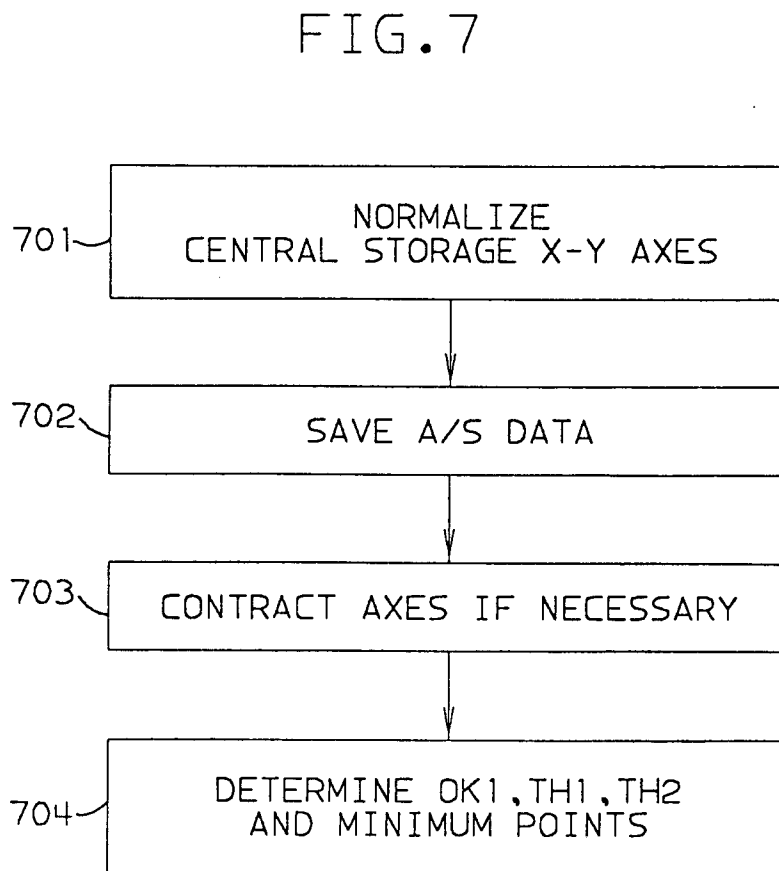 FIG.7
701
NORMALIZE
CENTRAL STORAGE X-Y AXES
702
SAVE A/S DATA
703
CONTRACT AXES IF NECESSARY
704
DETERMINE OK1,TH1,TH2
AND MINIMUM POINTS